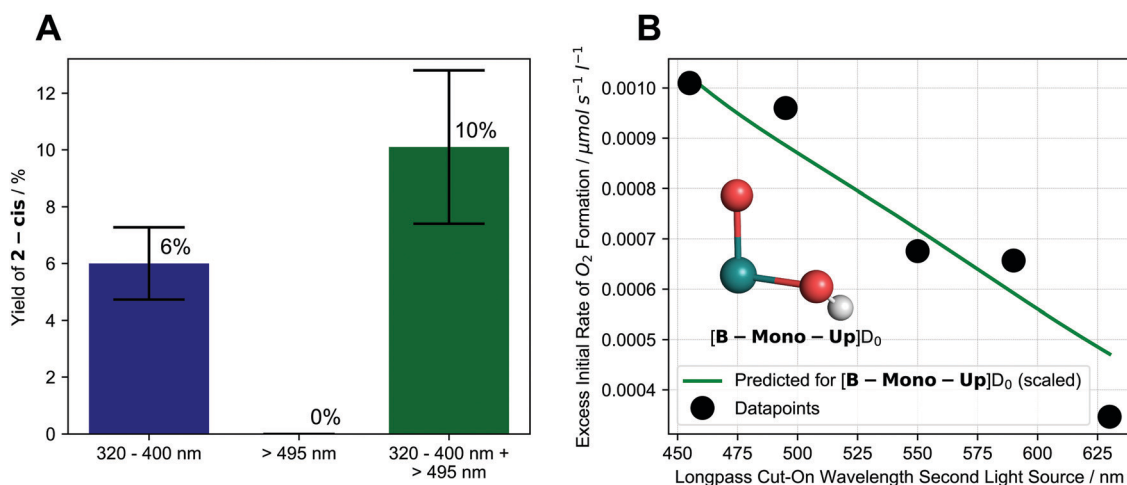 A
Yield of 2 – cis / %
12
10
8
6
4
2
0
6%
0%
10%
320 - 400 nm
> 495 nm
320 - 400 nm +
> 495 nm
B
Excess Initial Rate of O₂ Formation / μmol s⁻¹ l⁻¹
0.0010
0.0009
0.0008
0.0007
0.0006
0.0005
0.0004
[B – Mono – Up]D₀
Predicted for [B – Mono – Up]D₀ (scaled)
Datapoints
450 475 500 525 550 575 600 625
Longpass Cut-On Wavelength Second Light Source / nm